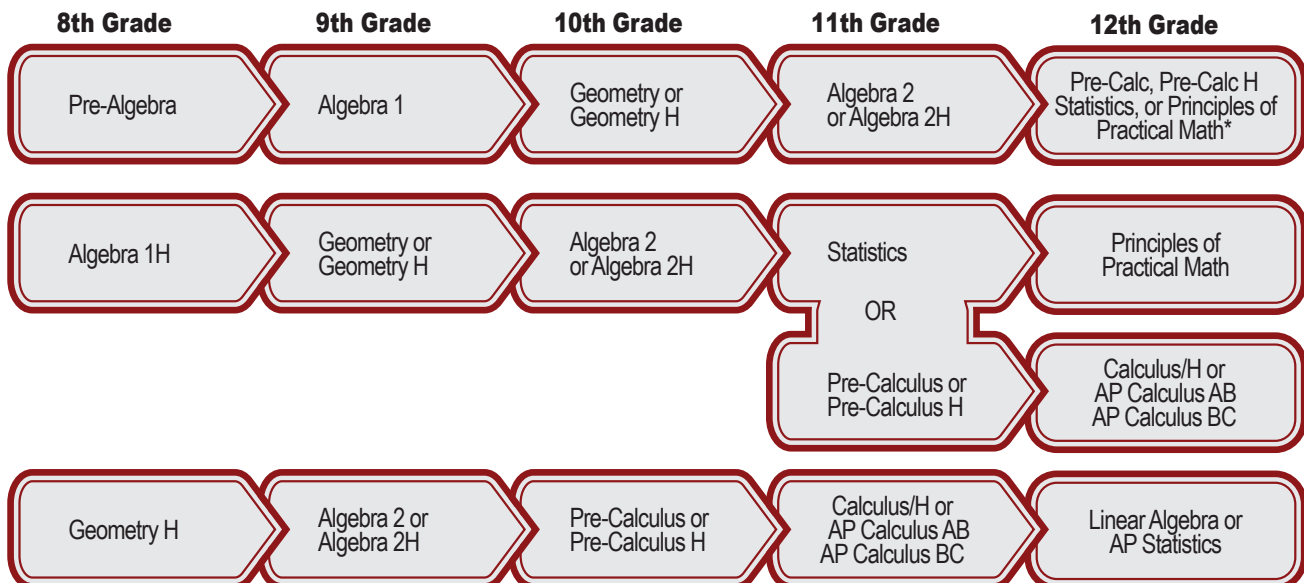 8th Grade
9th Grade
10th Grade
11th Grade
12th Grade
Pre-Algebra
Algebra 1
Geometry or
Geometry H
Algebra 2
or Algebra 2H
Pre-Calc, Pre-Calc H
Statistics, or Principles of
Practical Math*
Algebra 1H
Geometry or
Geometry H
Algebra 2
or Algebra 2H
Statistics
Principles of
Practical Math
OR
Pre-Calculus or
Pre-Calculus H
Calculus/H or
AP Calculus AB
AP Calculus BC
Geometry H
Algebra 2 or
Algebra 2H
Pre-Calculus or
Pre-Calculus H
Calculus/H or
AP Calculus AB
AP Calculus BC
Linear Algebra or
AP Statistics